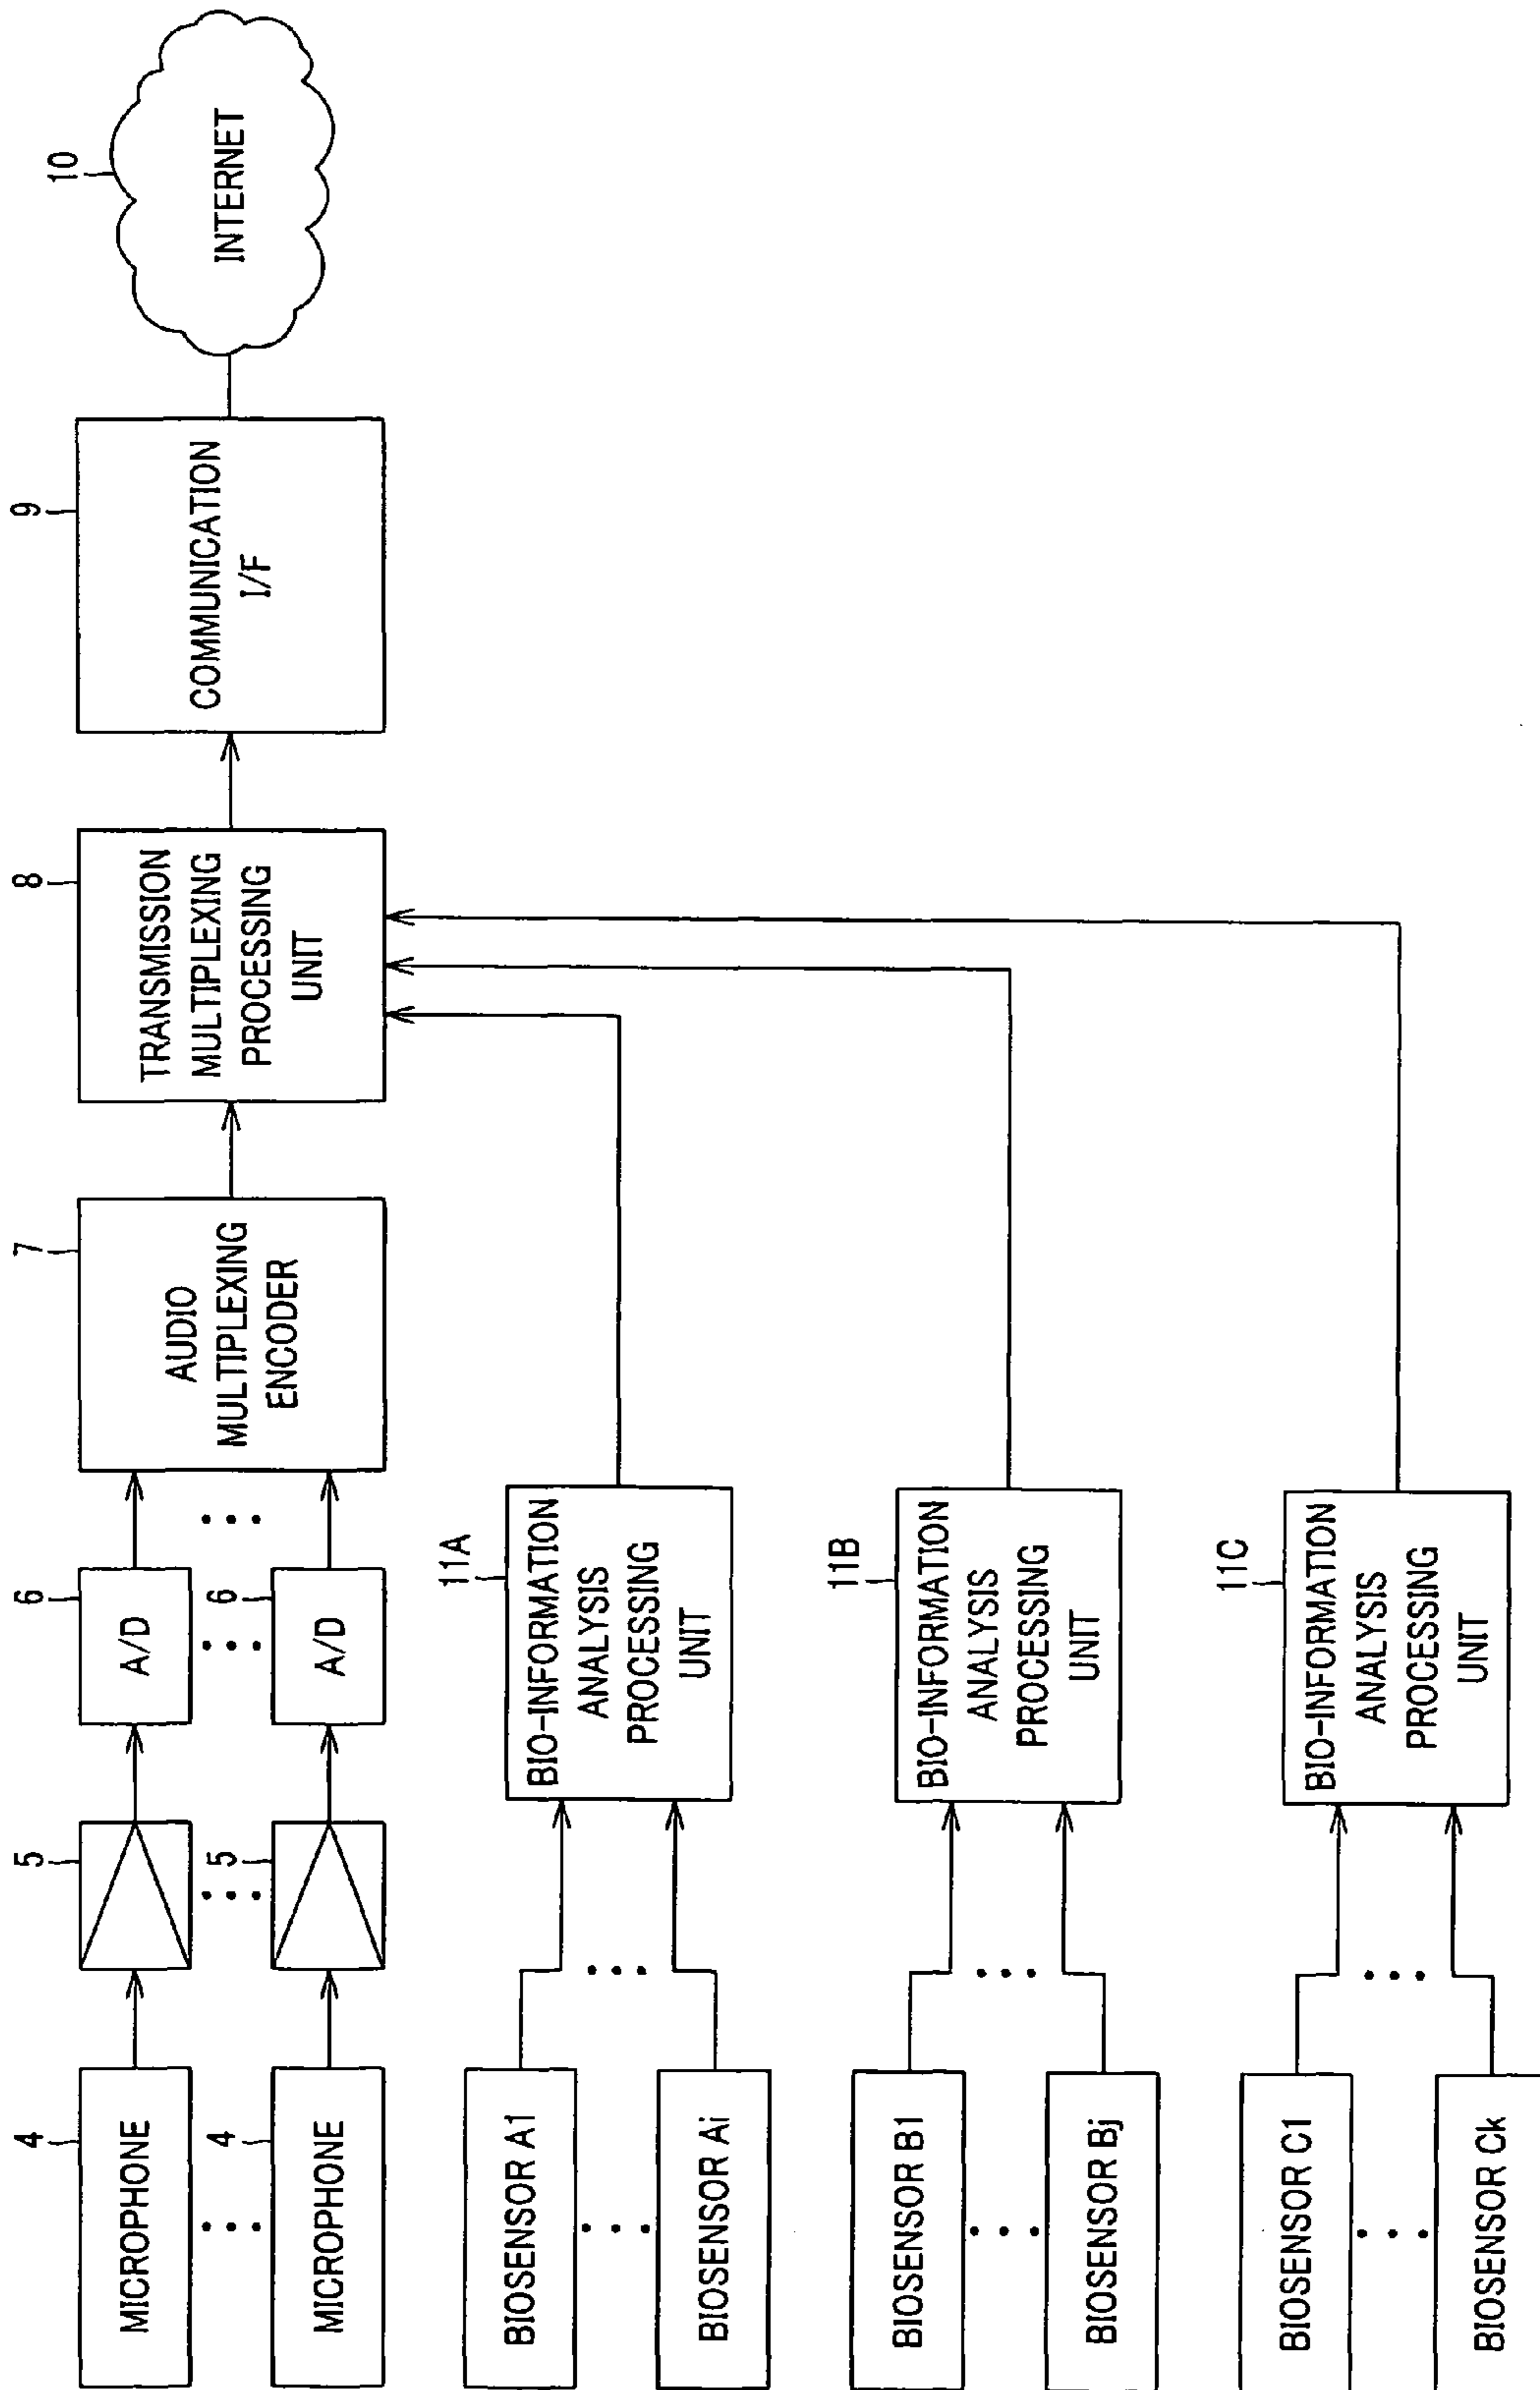 4
MICROPHONE
5
6
A/D
7
AUDIO
MULTIPLEXING
ENCODER
8
TRANSMISSION
MULTIPLEXING
PROCESSING
UNIT
9
COMMUNICATION
I/F
10
INTERNET
4
MICROPHONE
5
6
A/D
BIOSENSOR A1
BIOSENSOR Ai
11A
BIO-INFORMATION
ANALYSIS
PROCESSING
UNIT
BIOSENSOR B1
BIOSENSOR Bj
11B
BIO-INFORMATION
ANALYSIS
PROCESSING
UNIT
BIOSENSOR C1
BIOSENSOR Ck
11C
BIO-INFORMATION
ANALYSIS
PROCESSING
UNIT